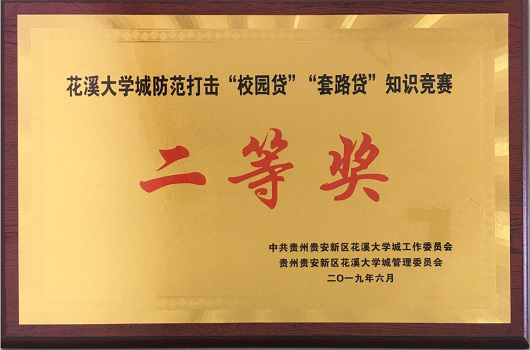 花溪大学城防范打击“校园贷”“套路贷”知识竞赛
二等奖
中共贵州贵安新区花溪大学城工作委员会
贵州贵安新区花溪大学城管理委员会
二〇一九年六月